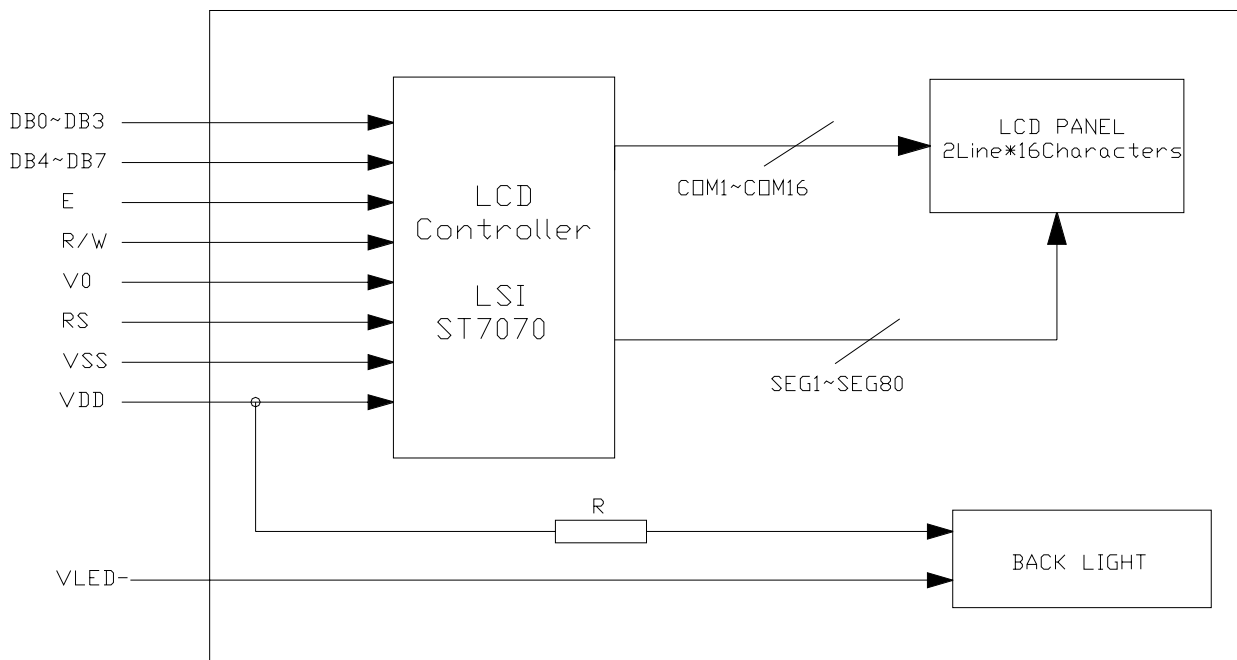 DB0~DB3
DB4~DB7
E
R/W
V0
RS
VSS
VDD
VLED-
LCD
Controller
LSI
ST7070
COM1~COM16
SEG1~SEG80
LCD PANEL
2Line*16Characters
R
BACK LIGHT